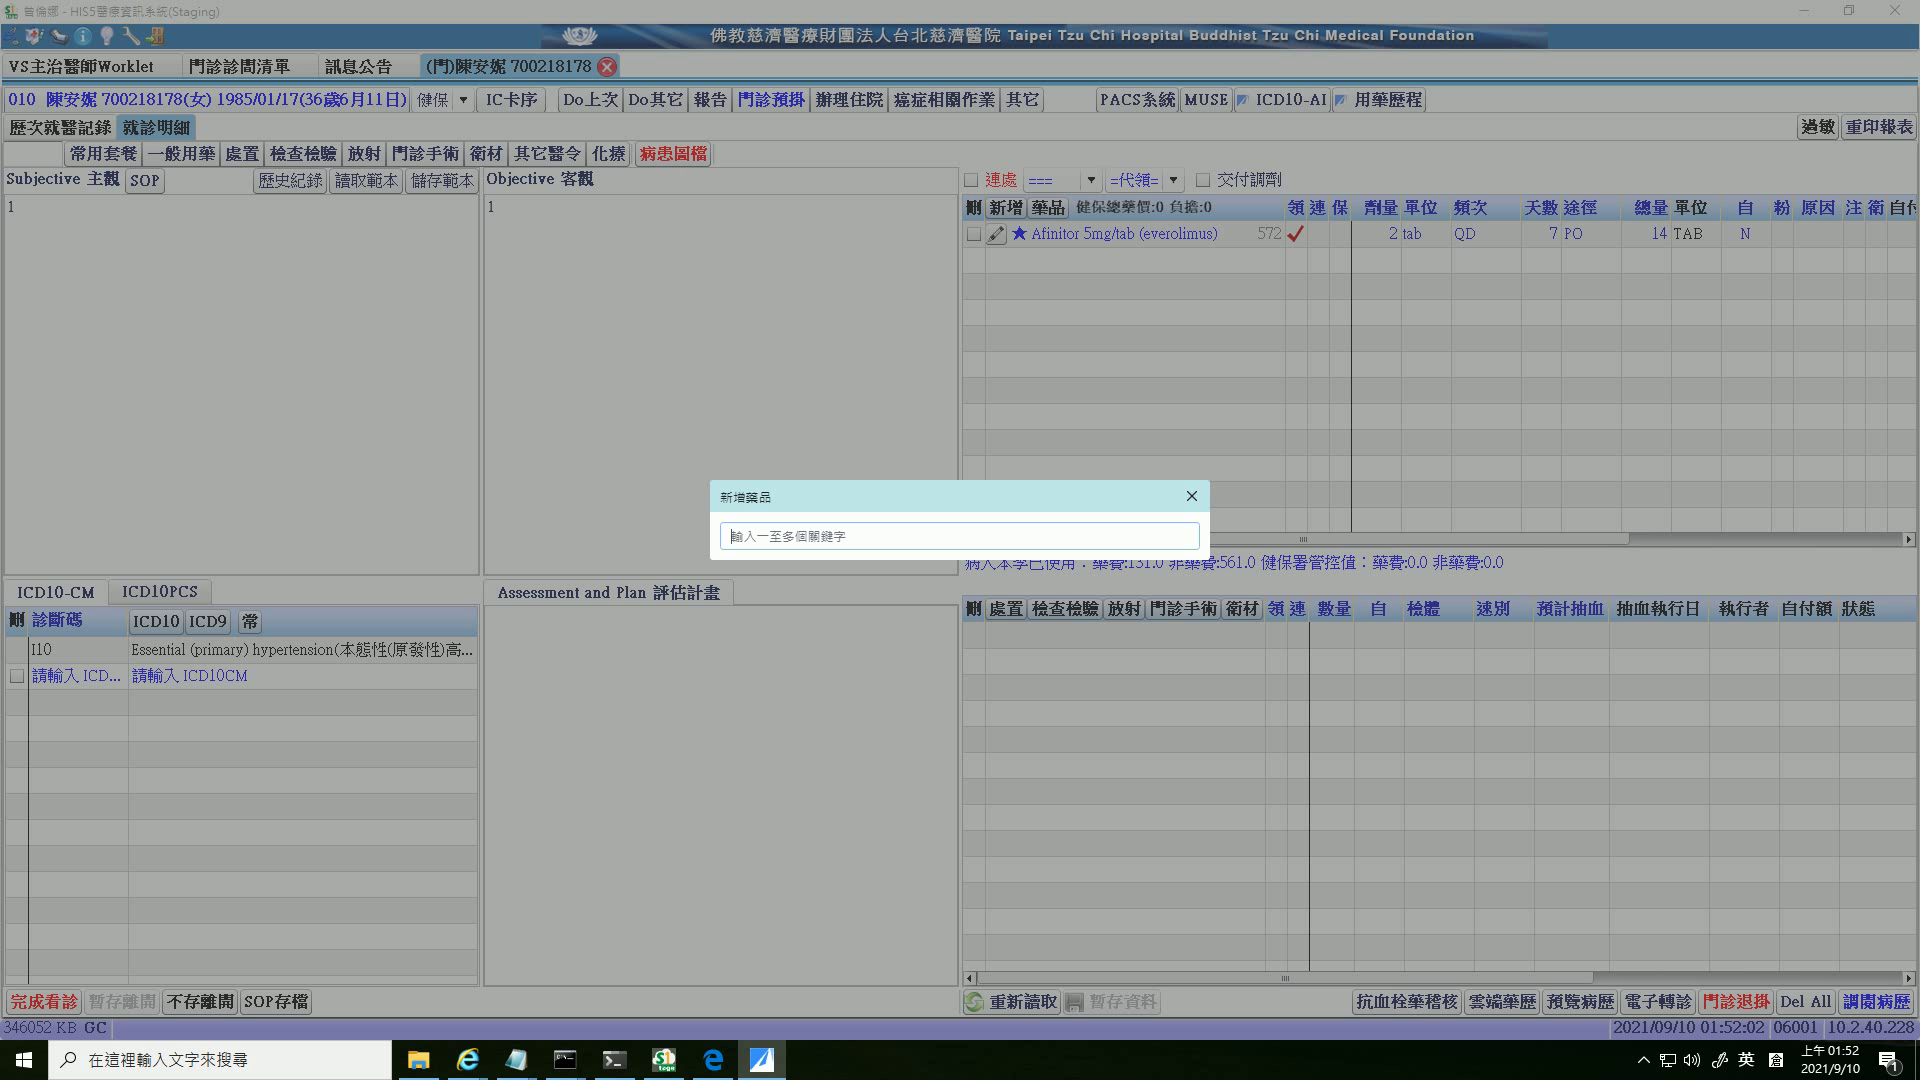 曾倫娜 - HIS5醫療資訊系統(Staging)
佛教慈濟醫療財團法人台北慈濟醫院 Taipei Tzu Chi Hospital Buddhist Tzu Chi Medical Foundation
VS主治醫師Worklet 門診診間清單 訊息公告 (門)陳安妮 700218178
010 陳安妮 700218178(女) 1985/01/17(36歲6月11日) 健保 IC卡序 Do上次 Do其它 報告 門診預掛 辦理住院 癌症相關作業 其它 PACS系統 MUSE ICD10-AI 用藥歷程
歷次就醫記錄 就診明細 過敏 重印報表
常用套餐 一般用藥 處置 檢查檢驗 放射 門診手術 衛材 其它醫令 化療 病患圖檔
Subjective 主觀 SOP 歷史紀錄 讀取範本 儲存範本 Objective 客觀 連處 === =代領= 交付調劑
1 1
刪 新增 藥品 健保總藥價:0 負擔:0 領 連 保 劑量 單位 頻次 天數 途徑 總量 單位 自 粉 原因 注 衛 自付
Afinitor 5mg/tab (everolimus) 572 2 tab QD 7 PO 14 TAB N
新增藥品
輸入一至多個關鍵字
病人本季已使用：藥費:131.0 非藥費:561.0 健保署管控值：藥費:0.0 非藥費:0.0
ICD10-CM ICD10PCS Assessment and Plan 評估計畫
刪 診斷碼 ICD10 ICD9 常
I10 Essential (primary) hypertension(本態性(原發性)高...
請輸入 ICD... 請輸入 ICD10CM
刪 處置 檢查檢驗 放射 門診手術 衛材 領 連 數量 自 檢體 速別 預計抽血 抽血執行日 執行者 自付額 狀態
完成看診 暫存離開 不存離開 SOP存檔 重新讀取 暫存資料 抗血栓藥稽核 雲端藥歷 預覽病歷 電子轉診 門診退掛 Del All 調閱病歷
346052 KB GC 2021/09/10 01:52:02 06001 10.2.40.228
在這裡輸入文字來搜尋 英 上午 01:52
2021/9/10 1